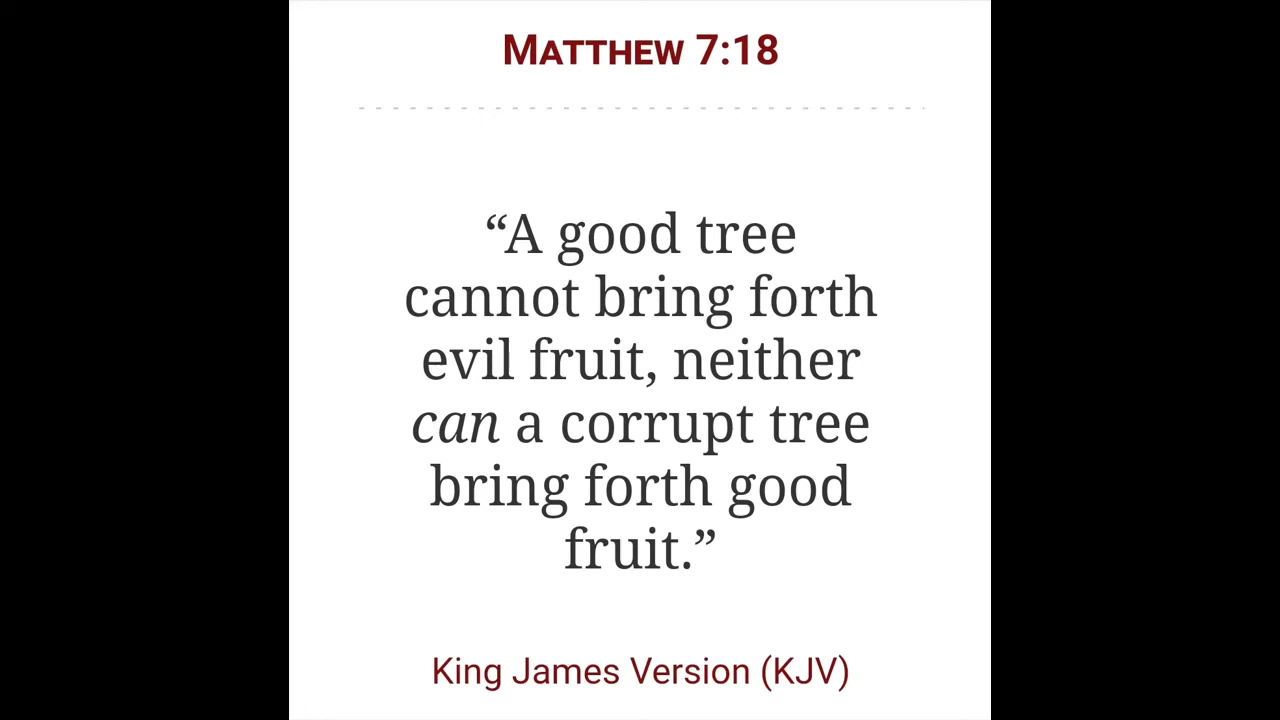 Matthew 7:18
“A good tree
cannot bring forth
evil fruit, neither
can a corrupt tree
bring forth good
fruit.”
King James Version (KJV)